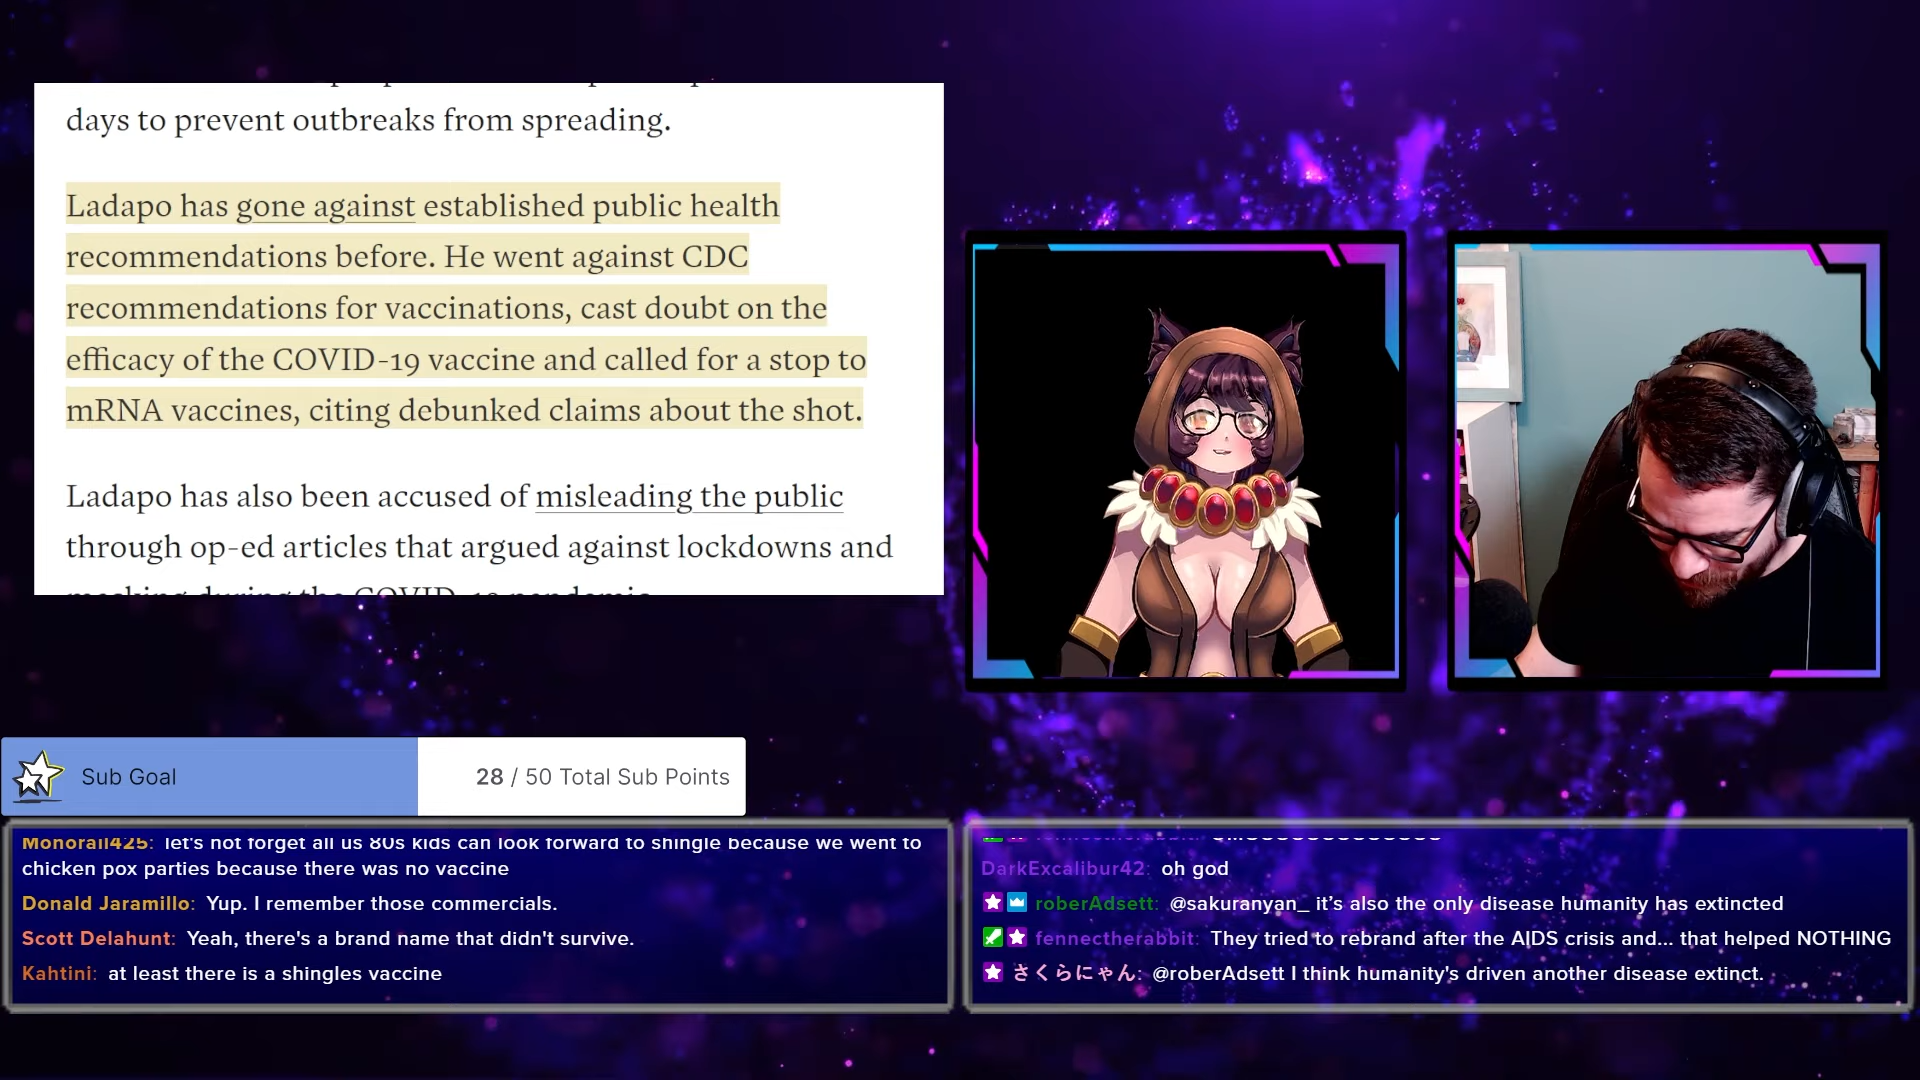 days to prevent outbreaks from spreading.
Ladapo has gone against established public health
recommendations before. He went against CDC
recommendations for vaccinations, cast doubt on the
efficacy of the COVID-19 vaccine and called for a stop to
mRNA vaccines, citing debunked claims about the shot.
Ladapo has also been accused of misleading the public
through op-ed articles that argued against lockdowns and
masking during the COVID-19 pandemic
Sub Goal
28 / 50 Total Sub Points
Monorail425: let's not forget all us 80s kids can look forward to shingle because we went to
chicken pox parties because there was no vaccine
Donald Jaramillo: Yup. I remember those commercials.
Scott Delahunt: Yeah, there's a brand name that didn't survive.
Kahtini: at least there is a shingles vaccine
DarkExcalibur42: oh god
roberAdsett: @sakuranyan_ it's also the only disease humanity has extincted
fennectherabbit: They tried to rebrand after the AIDS crisis and... that helped NOTHING
さくらにゃん: @roberAdsett I think humanity's driven another disease extinct.